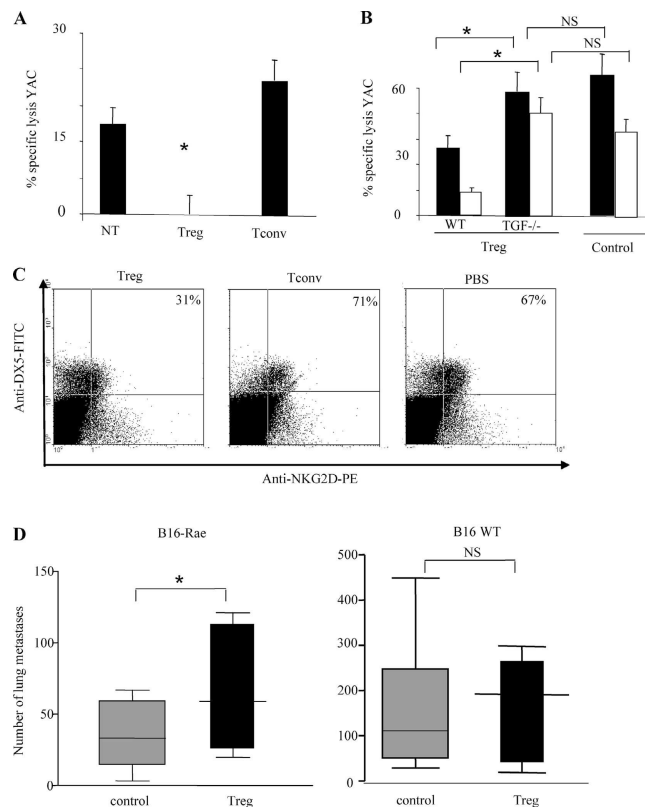 A
B
30
15
0
% specific lysis YAC
*
NT Treg Tconv
60
30
0
% specific lysis YAC
* NS
* NS
WT TGF-/-
Treg Control
C
Treg Tconv PBS
31% 71% 67%
Anti-DX5-FITC
Anti-NKG2D-PE
D
B16-Rae B16 WT
Number of lung metastases
150
100
50
0
*
control Treg
500
400
300
200
100
0
NS
control Treg